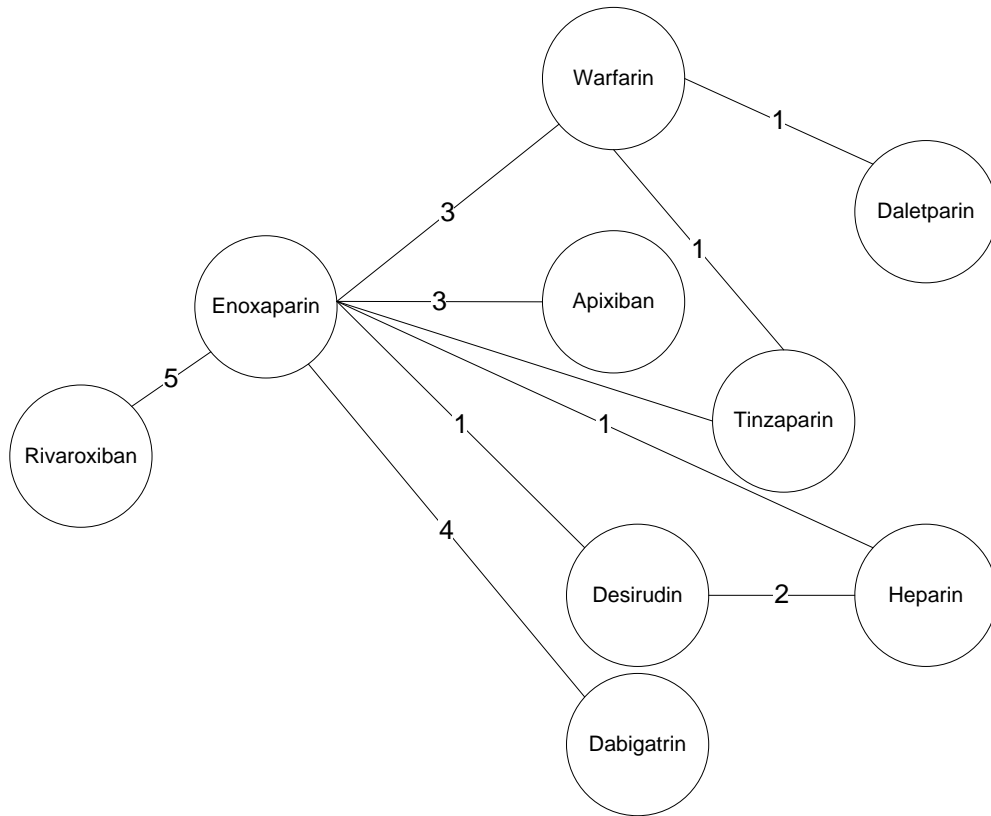 Warfarin
1
Daletparin
3
1
Enoxaparin
3
Apixiban
5
1
1
Tinzaparin
Rivaroxiban
4
Desirudin
2
Heparin
Dabigatrin